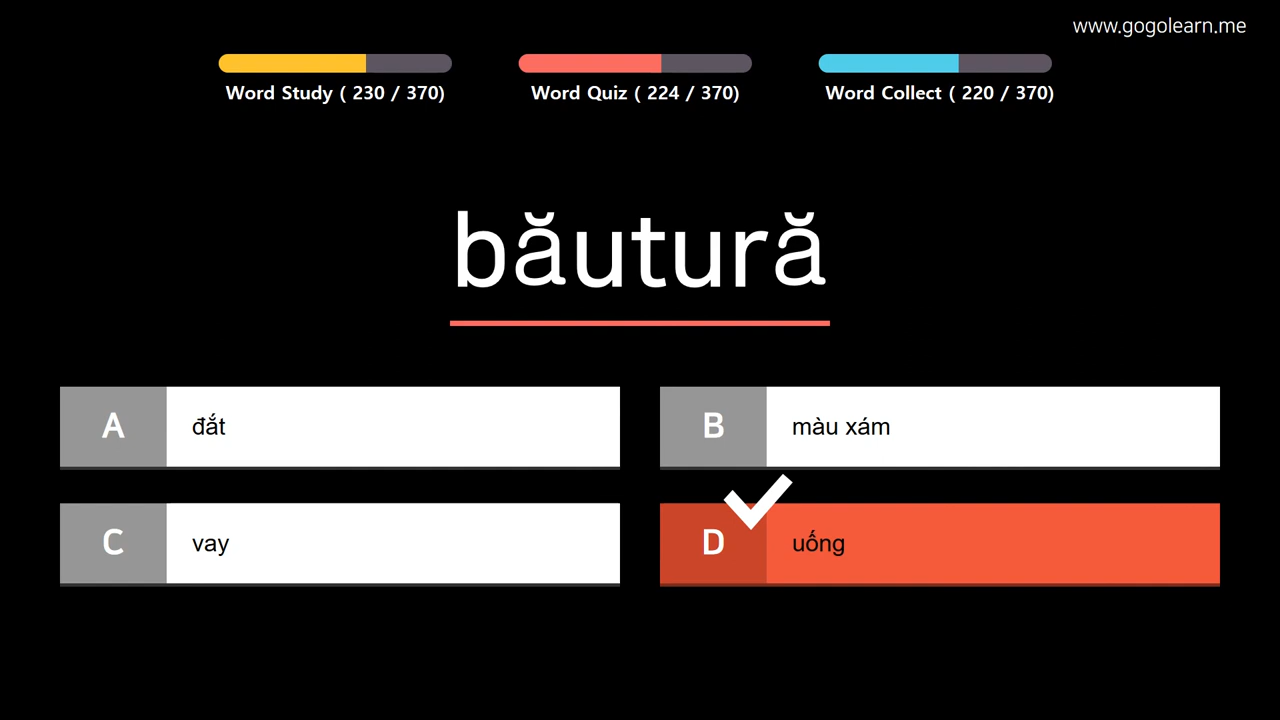 www.gogolearn.me
Word Study ( 230 / 370)
Word Quiz ( 224 / 370)
Word Collect ( 220 / 370)
băutură
A đắt
B màu xám
C vay
D uống